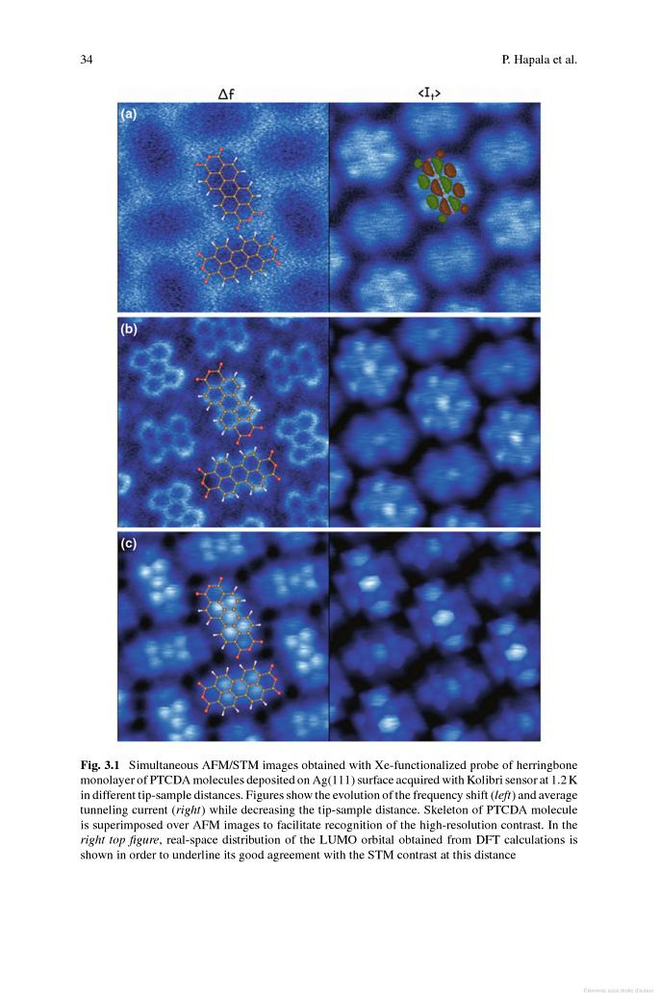 34
P. Hapala et al.
Δf
<I_t>
(a)
(b)
(c)
Fig. 3.1 Simultaneous AFM/STM images obtained with Xe-functionalized probe of herringbone
monolayer of PTCDA molecules deposited on Ag(111) surface acquired with Kolibri sensor at 1.2 K
in different tip-sample distances. Figures show the evolution of the frequency shift (left) and average
tunneling current (right) while decreasing the tip-sample distance. Skeleton of PTCDA molecule
is superimposed over AFM images to facilitate recognition of the high-resolution contrast. In the
right top figure, real-space distribution of the LUMO orbital obtained from DFT calculations is
shown in order to underline its good agreement with the STM contrast at this distance
Éléments sous droits d'auteur